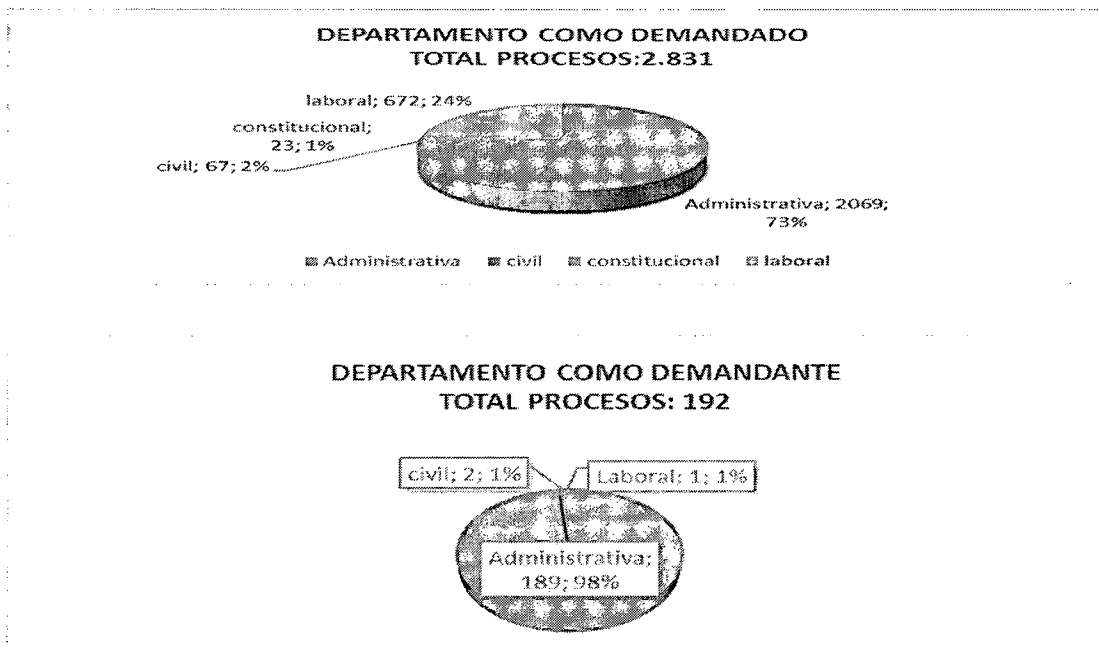 DEPARTAMENTO COMO DEMANDADO
TOTAL PROCESOS:2.831
laboral; 672; 24%
constitucional;
23; 1%
civil; 67; 2%
Administrativa; 2069;
73%
Administrativa civil constitucional laboral
DEPARTAMENTO COMO DEMANDANTE
TOTAL PROCESOS: 192
civil; 2; 1%
Laboral; 1; 1%
Administrativa;
189; 98%